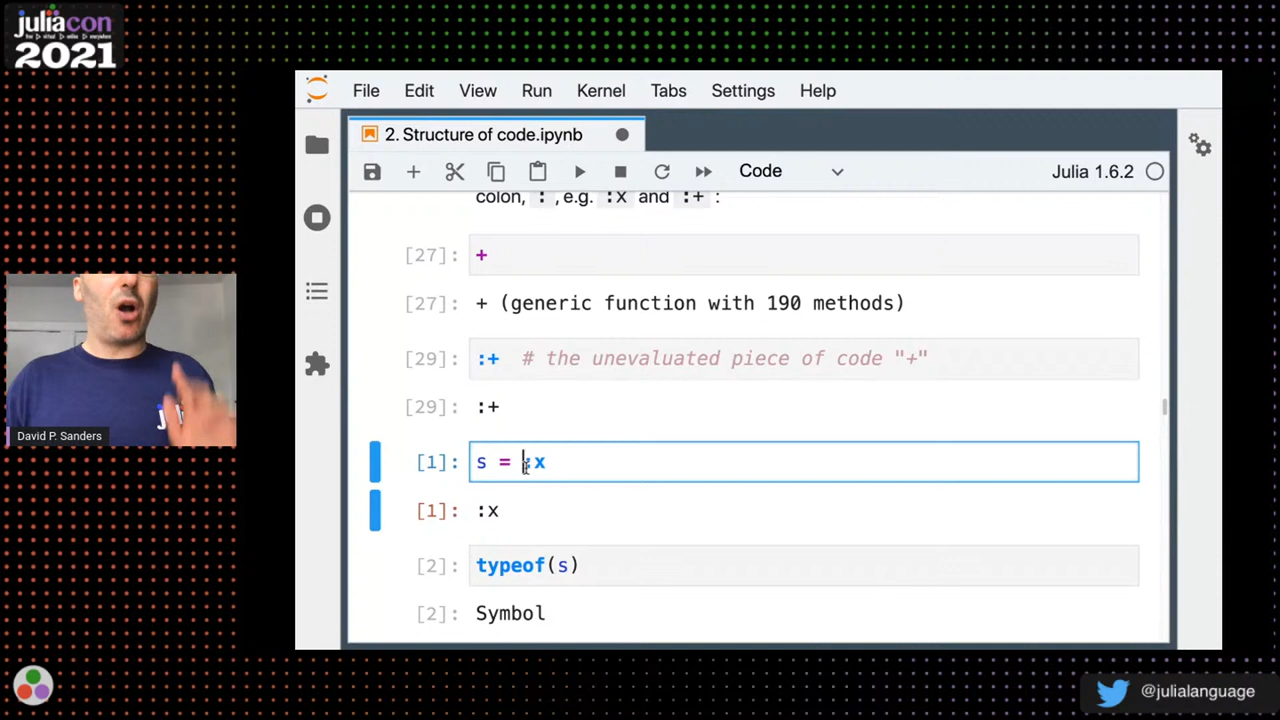 juliacon
2021
File Edit View Run Kernel Tabs Settings Help
2. Structure of code.ipynb
Code
Julia 1.6.2
colon, : , e.g. :x and :+ :
[27]: +
[27]: + (generic function with 190 methods)
[29]: :+ # the unevaluated piece of code "+"
[29]: :+
[1]: s = :x
[1]: :x
[2]: typeof(s)
[2]: Symbol
David P. Sanders
@julialanguage